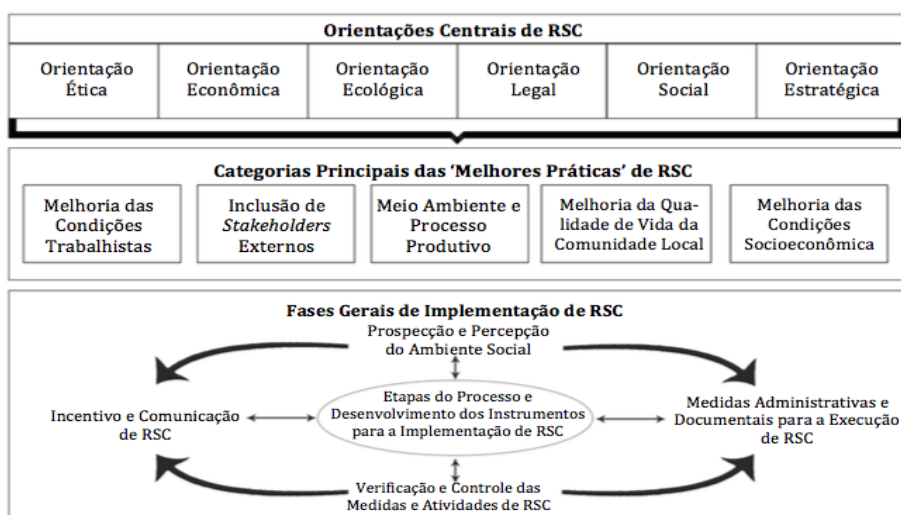 Orientações Centrais de RSC
Orientação
Ética
Orientação
Econômica
Orientação
Ecológica
Orientação
Legal
Orientação
Social
Orientação
Estratégica
Categorias Principais das ‘Melhores Práticas’ de RSC
Melhoria das
Condições
Trabalhistas
Inclusão de
Stakeholders
Externos
Meio Ambiente e
Processo
Produtivo
Melhoria da Qua-
lidade de Vida da
Comunidade Local
Melhoria das
Condições
Socioeconômica
Fases Gerais de Implementação de RSC
Prospecção e Percepção
do Ambiente Social
Incentivo e Comunicação
de RSC
Etapas do Processo e
Desenvolvimento dos Instrumentos
para a Implementação de RSC
Medidas Administrativas e
Documentais para a Execução
de RSC
Verificação e Controle das
Medidas e Atividades de RSC